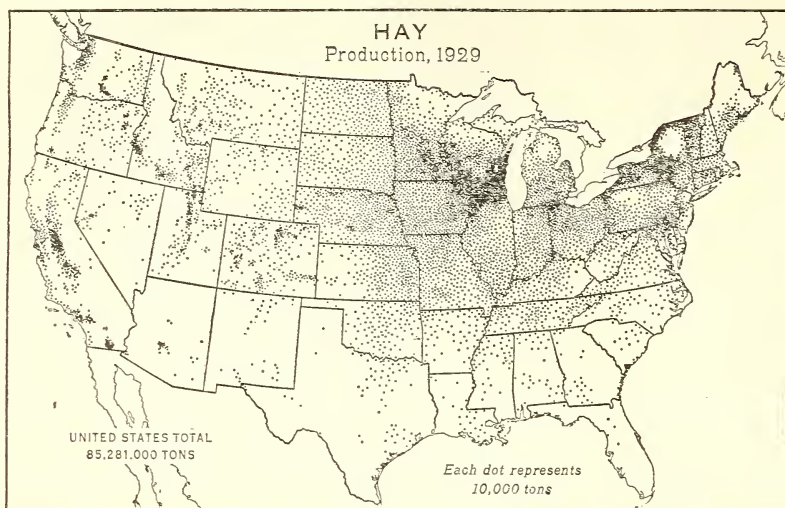 HAY
Production, 1929
UNITED STATES TOTAL
85,281,000 TONS
Each dot represents
10,000 tons